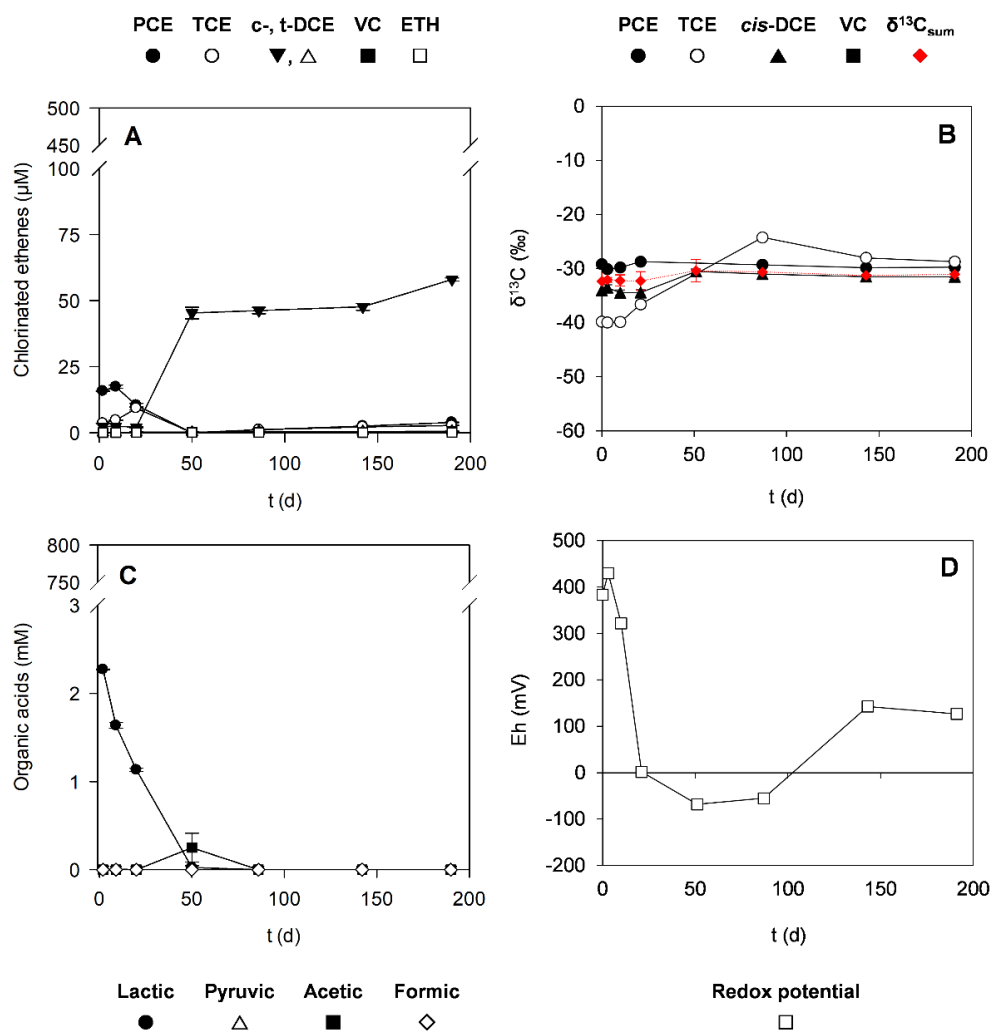 PCE TCE c-, t-DCE VC ETH
,
PCE TCE cis-DCE VC δ¹³Csum
A
500
450
100
75
50
25
0
Chlorinated ethenes (µM)
0 50 100 150 200
t (d)
B
-0
-10
-20
-30
-40
-50
-60
δ¹³C (‰)
0 50 100 150 200
t (d)
C
800
750
3
2
1
0
Organic acids (mM)
0 50 100 150 200
t (d)
D
500
400
300
200
100
0
-100
-200
Eh (mV)
0 50 100 150 200
t (d)
Lactic Pyruvic Acetic Formic
Redox potential